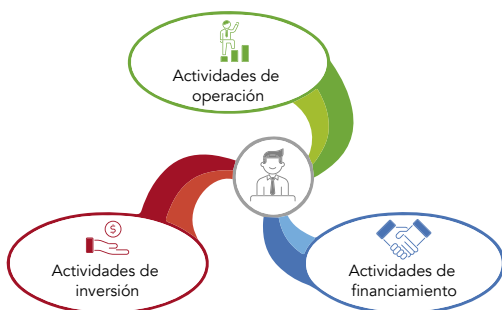 Actividades de
operación
$
Actividades de
inversión
Actividades de
financiamiento